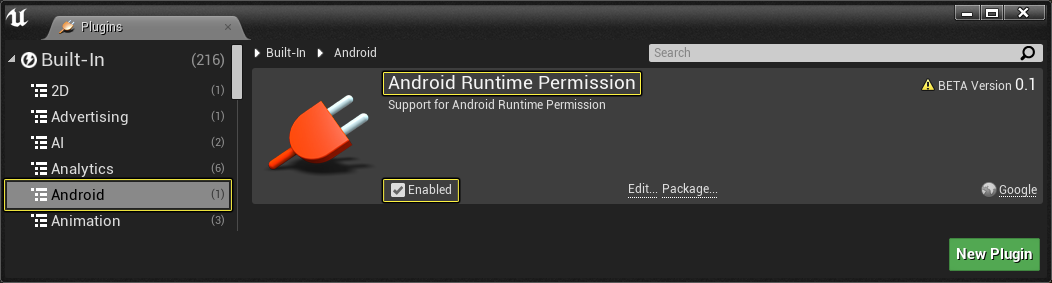 Plugins
Built-In (216)
2D (1)
Advertising (1)
AI (2)
Analytics (6)
Android (1)
Animation (3)
Built-In Android
Search
Android Runtime Permission
BETA Version 0.1
Support for Android Runtime Permission
Enabled
Edit... Package...
Google
New Plugin